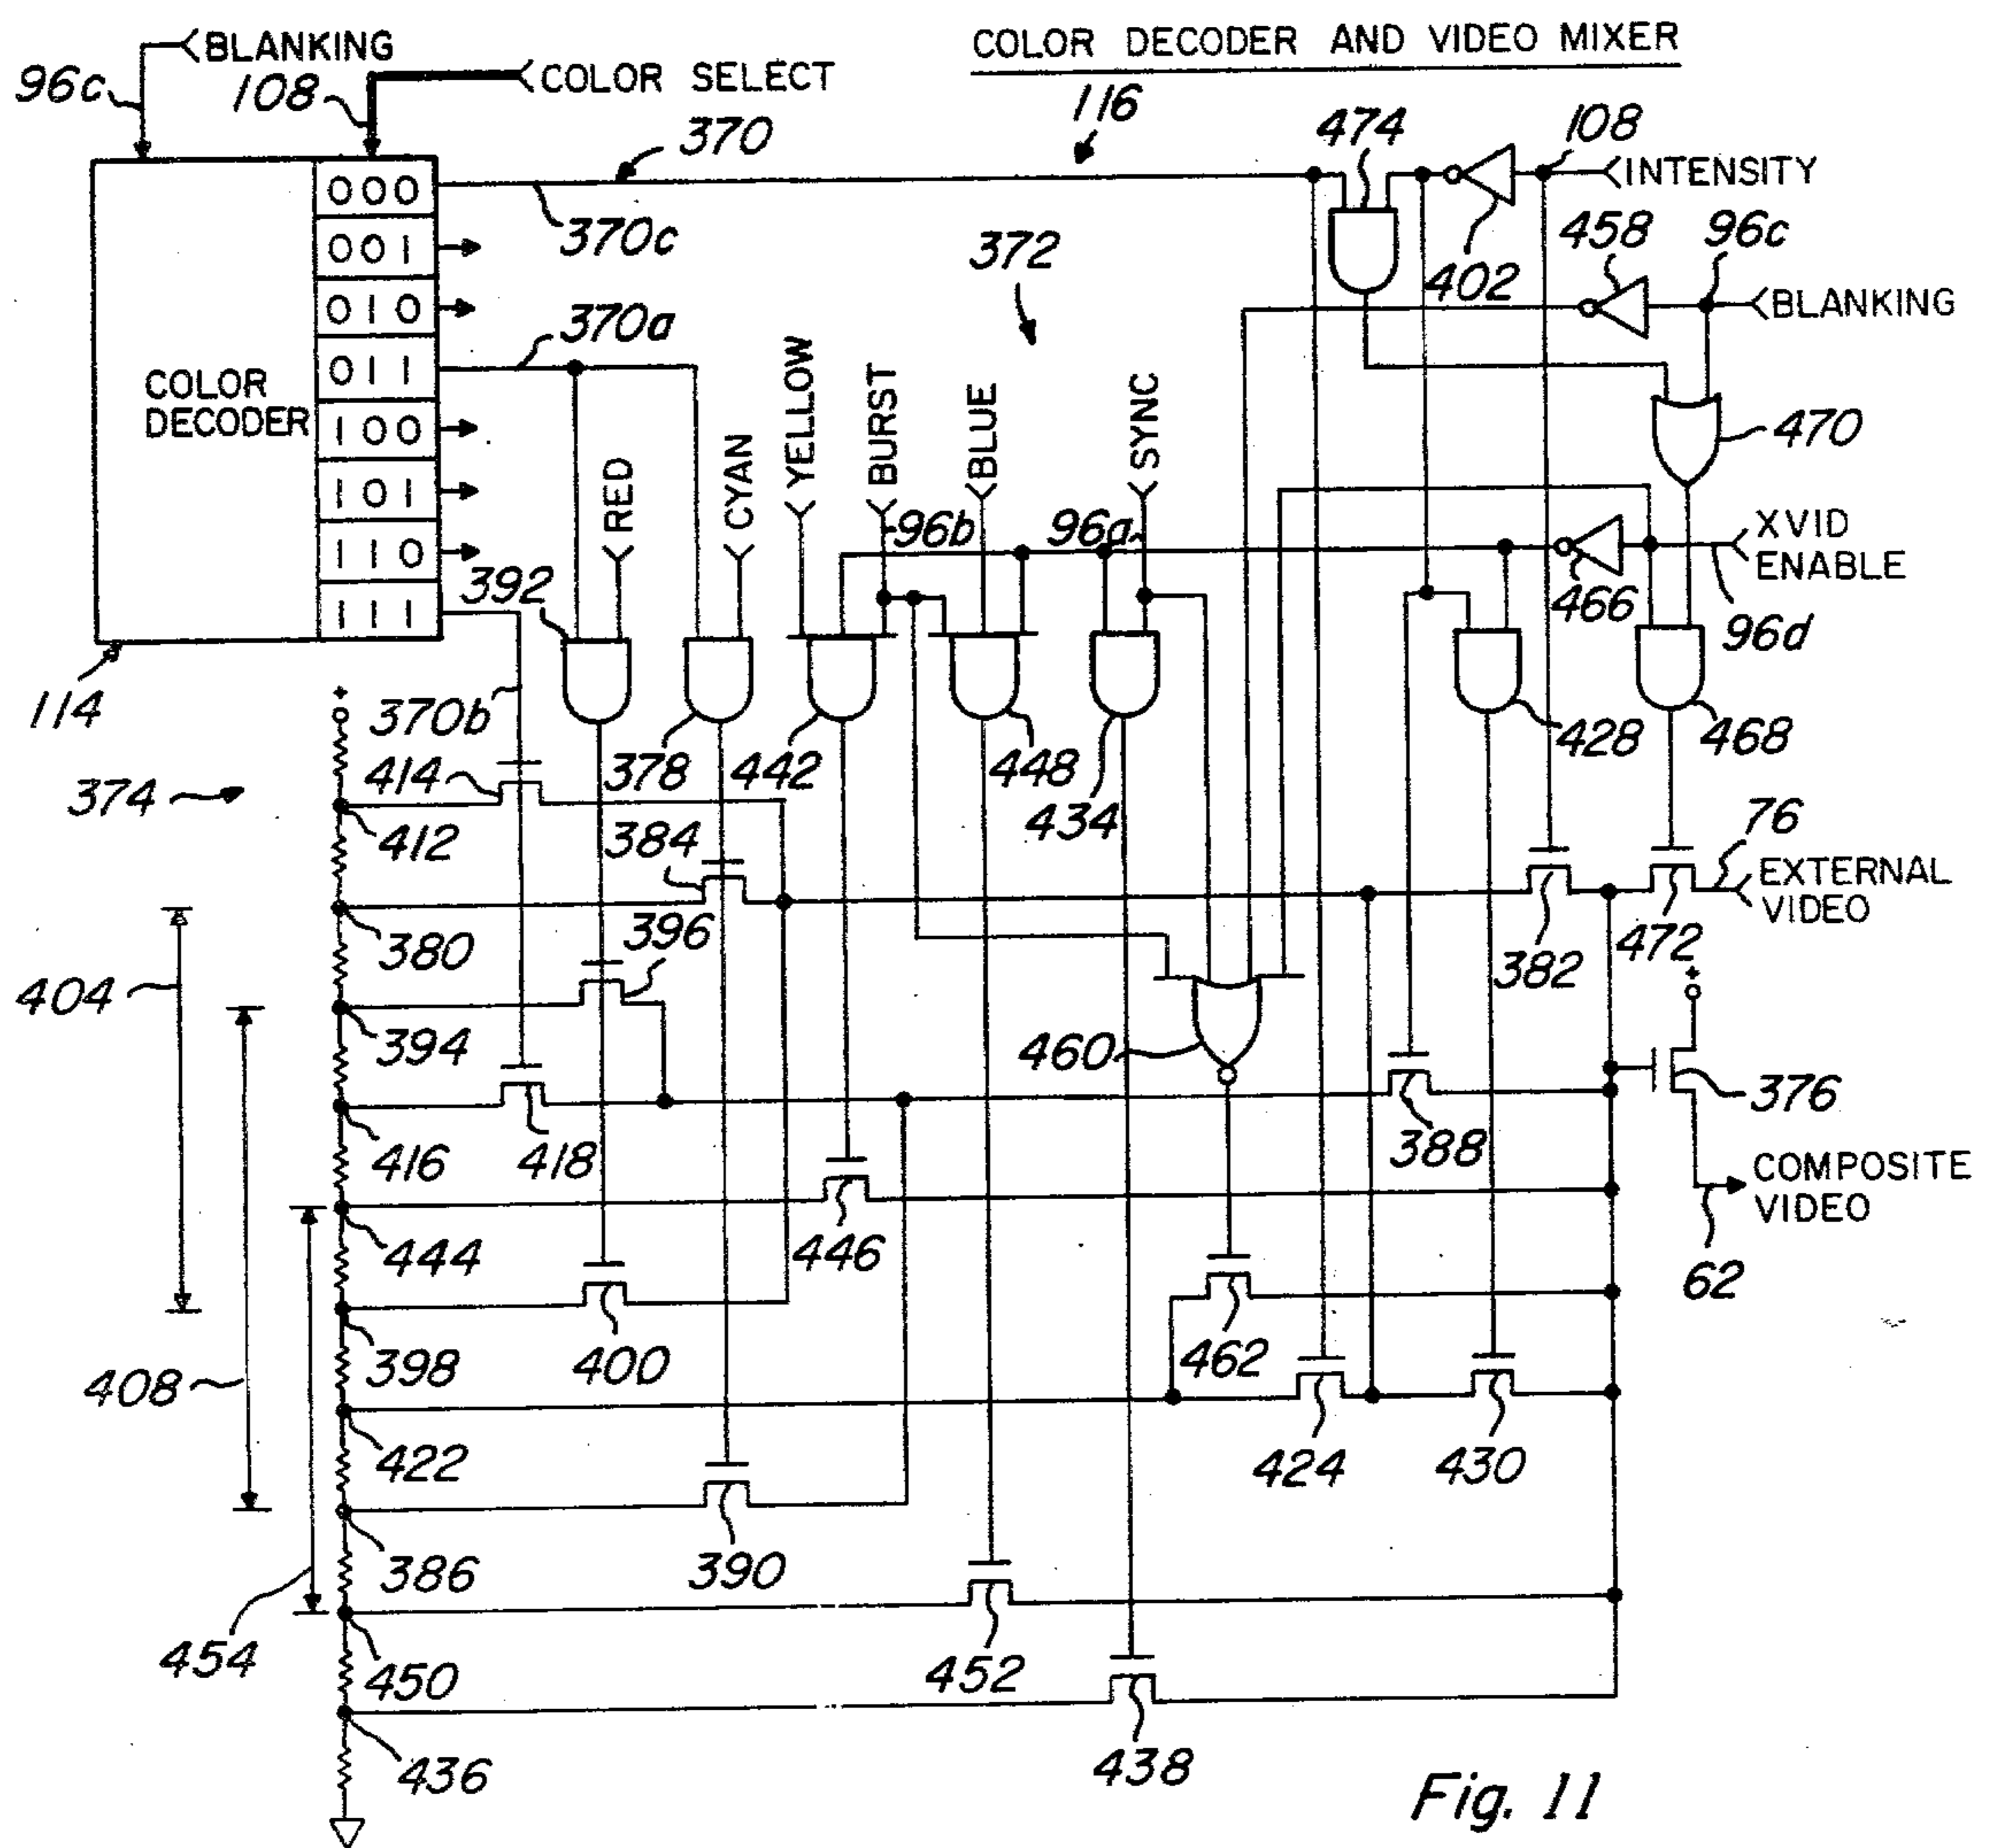 BLANKING
COLOR DECODER AND VIDEO MIXER
96c
108
COLOR SELECT
116
370
474
108
INTENSITY
000
370c
372
402
458
96c
BLANKING
001
010
370a
011
COLOR
DECODER
100
101
110
111
RED
CYAN
YELLOW
BURST
BLUE
SYNC
470
96b
96a
XVID
ENABLE
392
466
96d
114
370b
378
442
448
434
428
468
+
374
414
412
384
76
EXTERNAL
VIDEO
380
396
382
472
404
+
394
460
376
416
418
388
COMPOSITE
VIDEO
444
446
62
398
400
462
408
422
424
430
386
390
454
450
452
436
438
Fig. 11